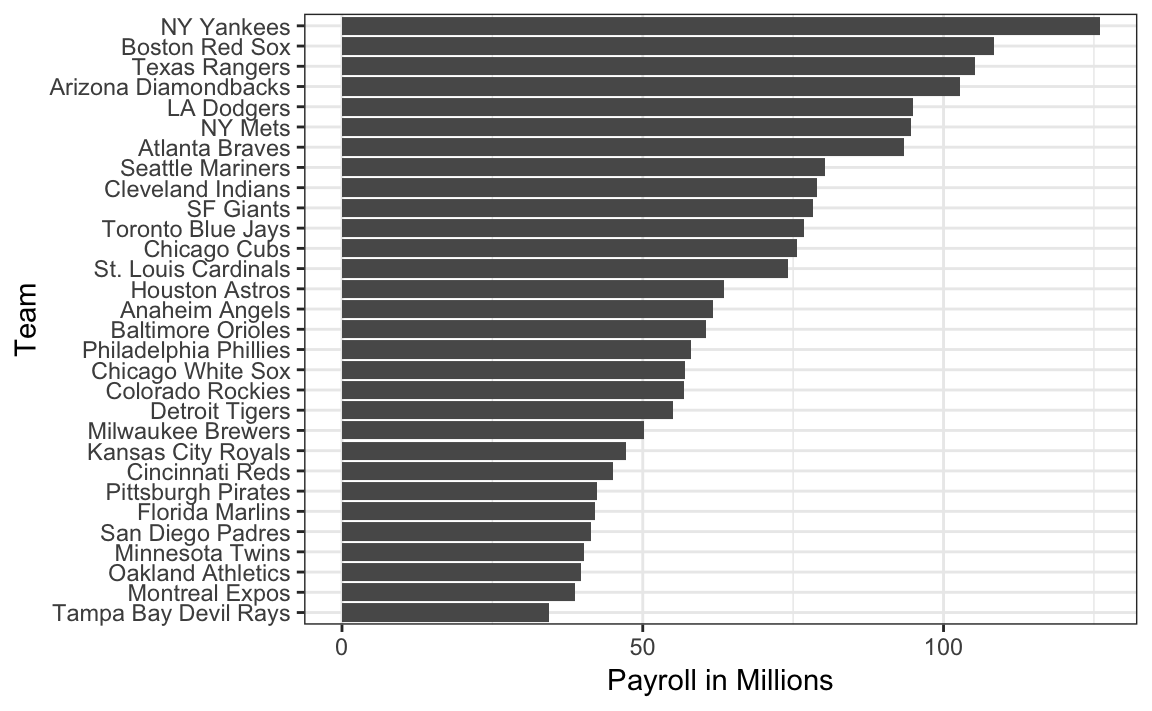 NY Yankees
Boston Red Sox
Texas Rangers
Arizona Diamondbacks
LA Dodgers
NY Mets
Atlanta Braves
Seattle Mariners
Cleveland Indians
SF Giants
Toronto Blue Jays
Chicago Cubs
St. Louis Cardinals
Houston Astros
Anaheim Angels
Baltimore Orioles
Philadelphia Phillies
Chicago White Sox
Colorado Rockies
Detroit Tigers
Milwaukee Brewers
Kansas City Royals
Cincinnati Reds
Pittsburgh Pirates
Florida Marlins
San Diego Padres
Minnesota Twins
Oakland Athletics
Montreal Expos
Tampa Bay Devil Rays
Team
0 50 100
Payroll in Millions